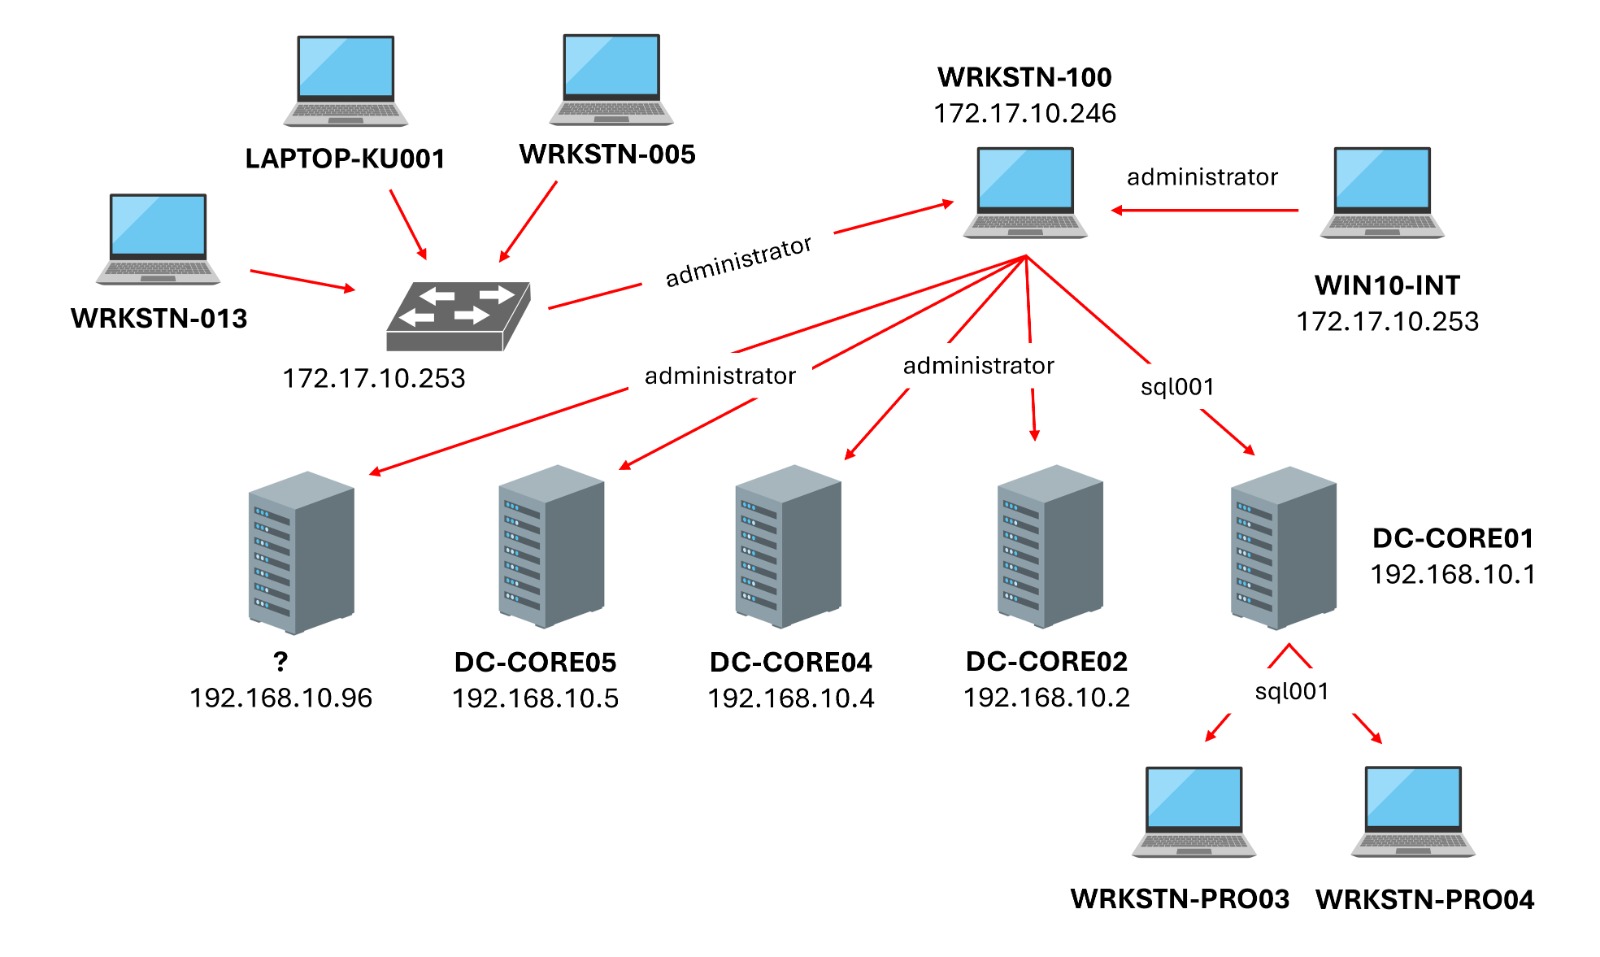 WRKSTN-100
172.17.10.246
LAPTOP-KU001
WRKSTN-005
administrator
WIN10-INT
172.17.10.253
WRKSTN-013
administrator
172.17.10.253
administrator
administrator
sql001
?
192.168.10.96
DC-CORE05
192.168.10.5
DC-CORE04
192.168.10.4
DC-CORE02
192.168.10.2
DC-CORE01
192.168.10.1
sql001
WRKSTN-PRO03
WRKSTN-PRO04